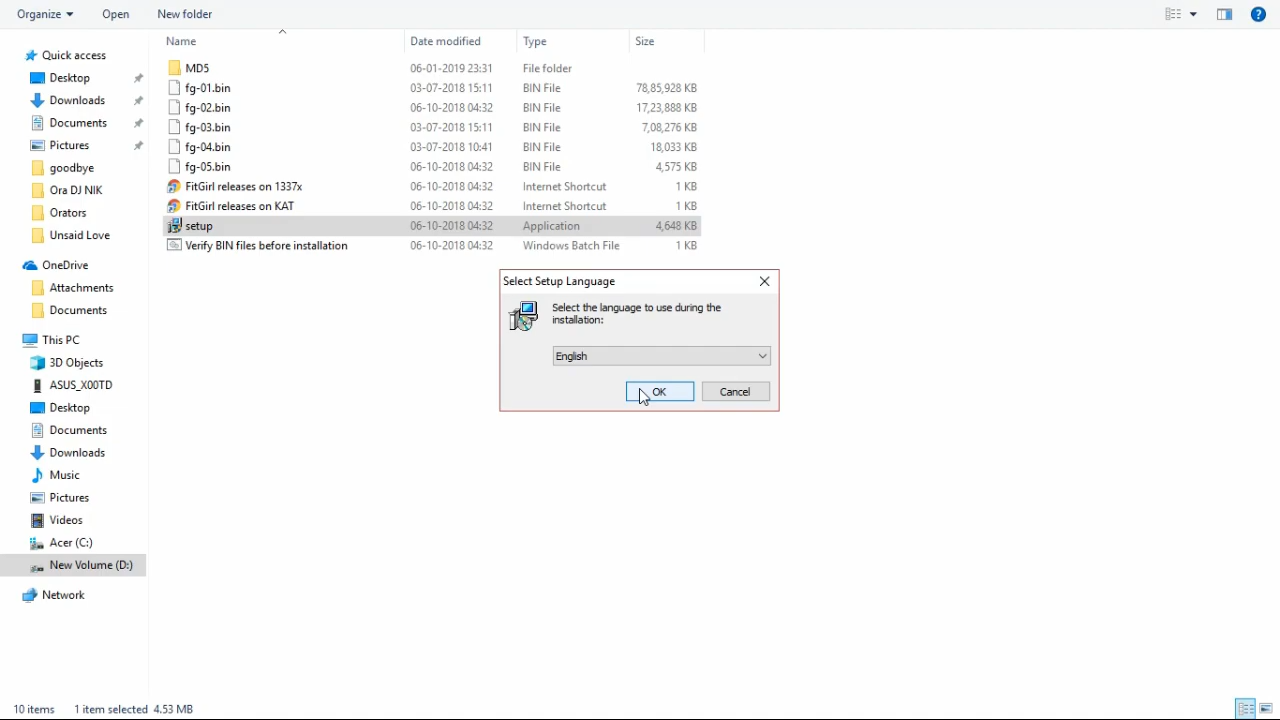 Organize Open New folder
Name Date modified Type Size
Quick access
Desktop
Downloads
Documents
Pictures
goodbye
Ora DJ NIK
Orators
Unsaid Love
OneDrive
Attachments
Documents
This PC
3D Objects
ASUS_X00TD
Desktop
Documents
Downloads
Music
Pictures
Videos
Acer (C:)
New Volume (D:)
Network
MD5 06-01-2019 23:31 File folder
fg-01.bin 03-07-2018 15:11 BIN File 78,85,928 KB
fg-02.bin 06-10-2018 04:32 BIN File 17,23,888 KB
fg-03.bin 03-07-2018 15:11 BIN File 7,08,276 KB
fg-04.bin 03-07-2018 10:41 BIN File 18,033 KB
fg-05.bin 06-10-2018 04:32 BIN File 4,575 KB
FitGirl releases on 1337x 06-10-2018 04:32 Internet Shortcut 1 KB
FitGirl releases on KAT 06-10-2018 04:32 Internet Shortcut 1 KB
setup 06-10-2018 04:32 Application 4,648 KB
Verify BIN files before installation 06-10-2018 04:32 Windows Batch File 1 KB
Select Setup Language
Select the language to use during the
installation:
English
OK Cancel
10 items 1 item selected 4.53 MB